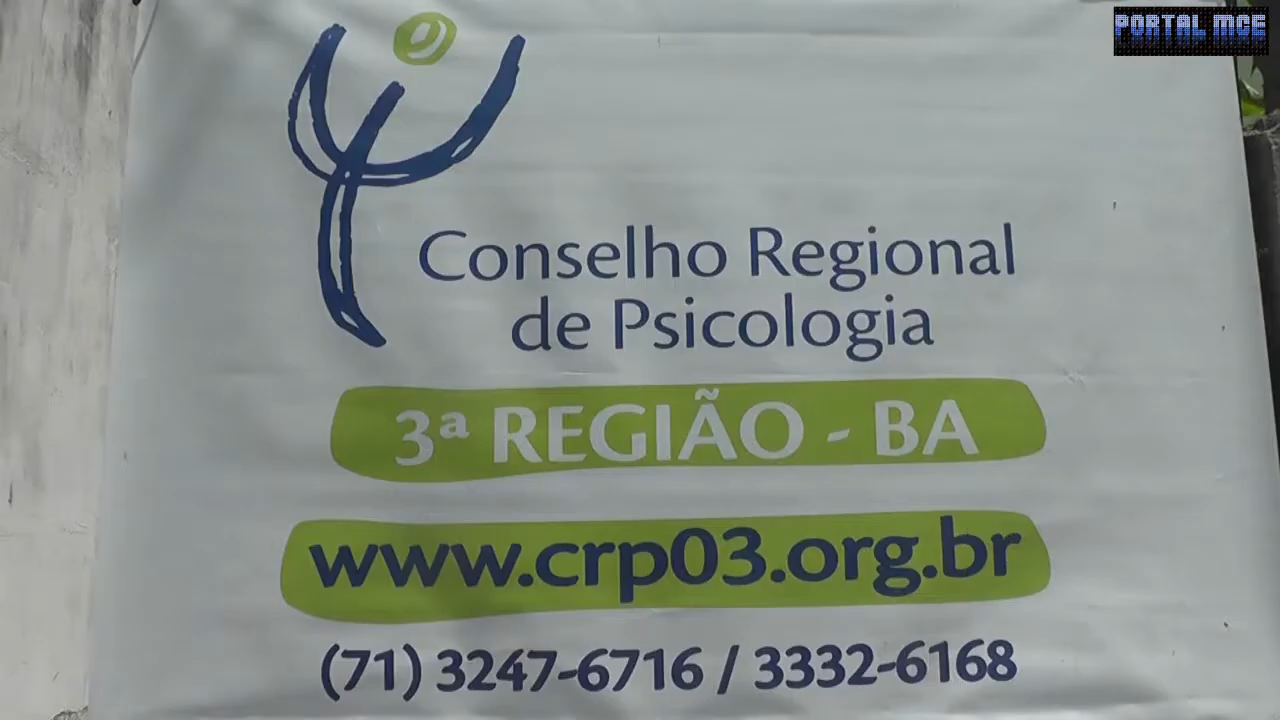 PORTAL MCE
Conselho Regional
de Psicologia
3ª REGIÃO - BA
www.crp03.org.br
(71) 3247-6716 / 3332-6168